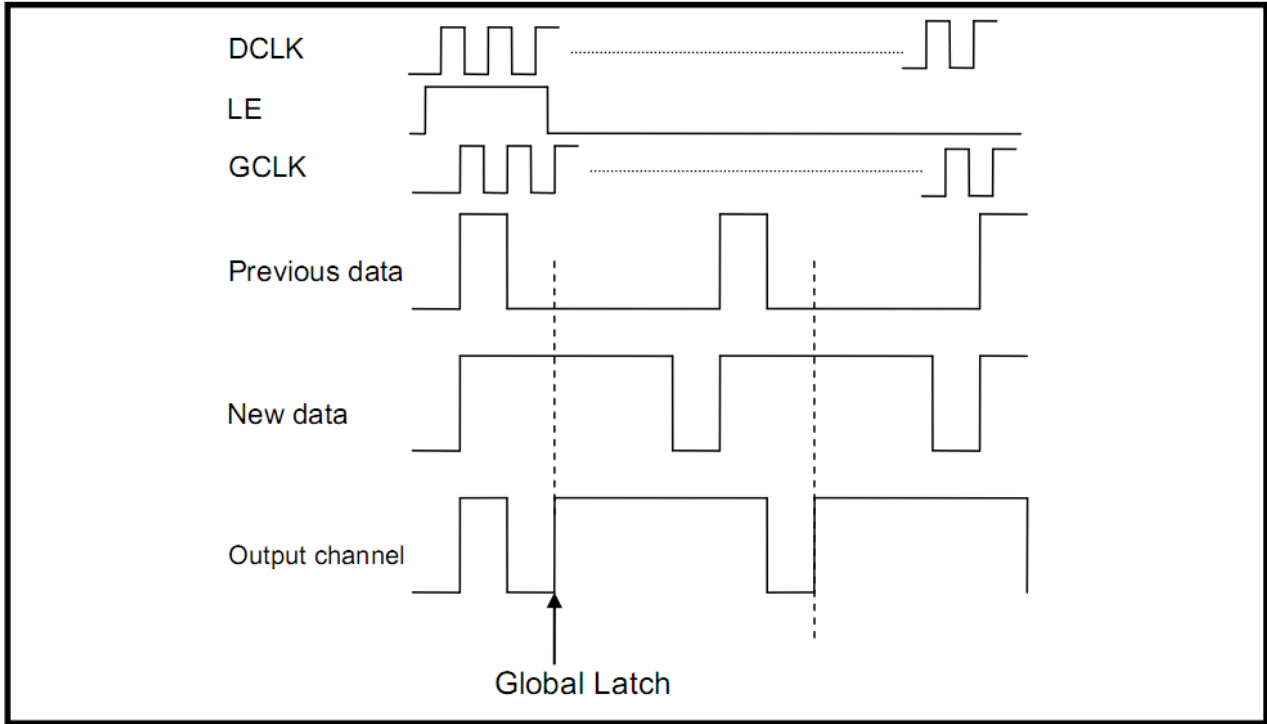 DCLK
LE
GCLK
Previous data
New data
Output channel
Global Latch